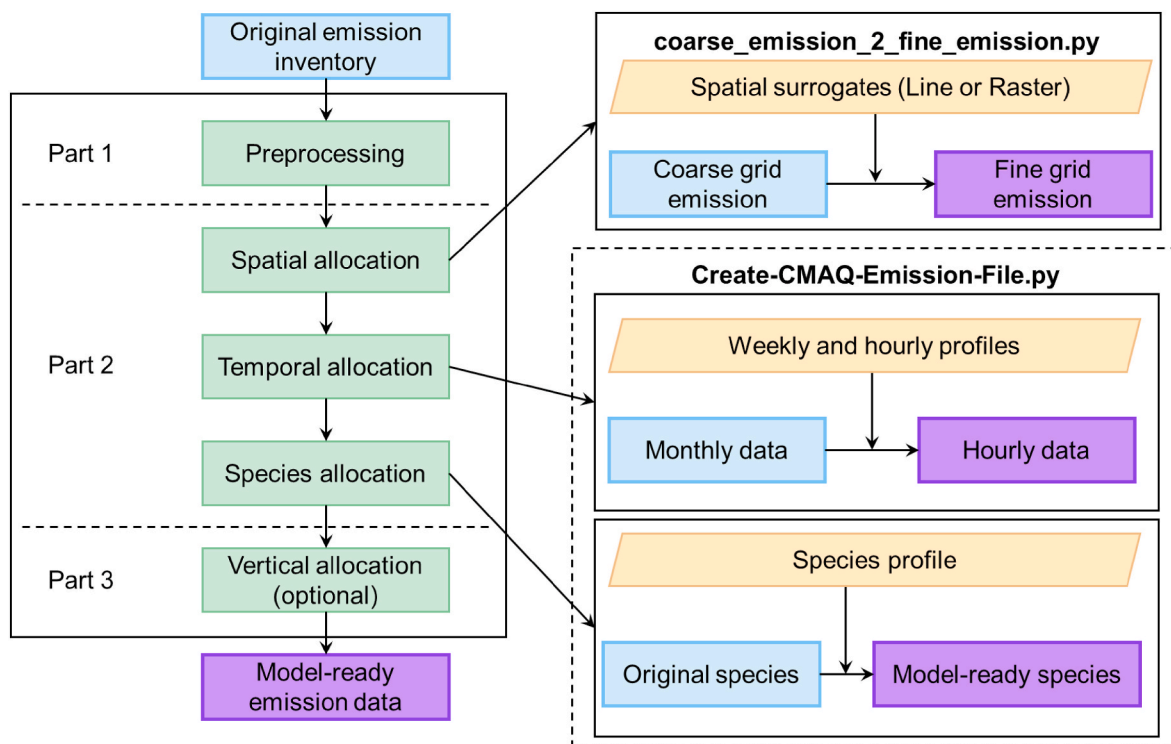 Original emission
inventory
Part 1
Preprocessing
Part 2
Spatial allocation
Temporal allocation
Species allocation
Part 3
Vertical allocation
(optional)
Model-ready
emission data
coarse_emission_2_fine_emission.py
Spatial surrogates (Line or Raster)
Coarse grid
emission
Fine grid
emission
Create-CMAQ-Emission-File.py
Weekly and hourly profiles
Monthly data
Hourly data
Species profile
Original species
Model-ready species